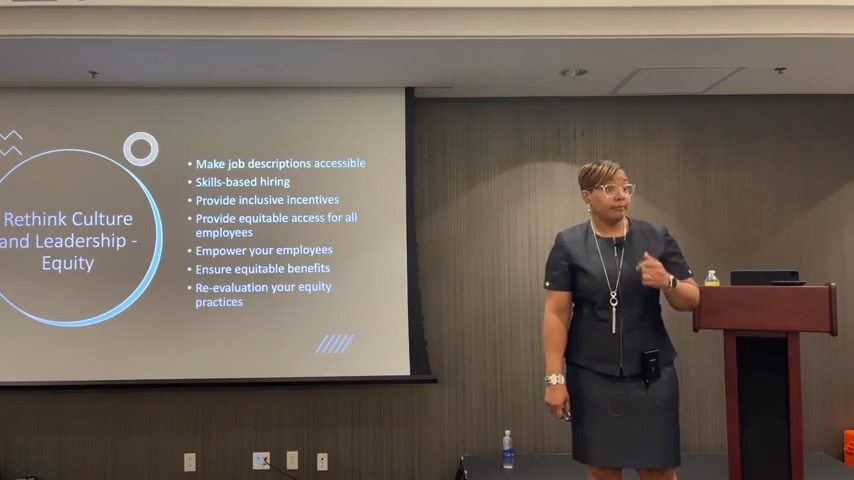 Rethink Culture
and Leadership -
Equity
• Make job descriptions accessible
• Skills-based hiring
• Provide inclusive incentives
• Provide equitable access for all
employees
• Empower your employees
• Ensure equitable benefits
• Re-evaluation your equity
practices